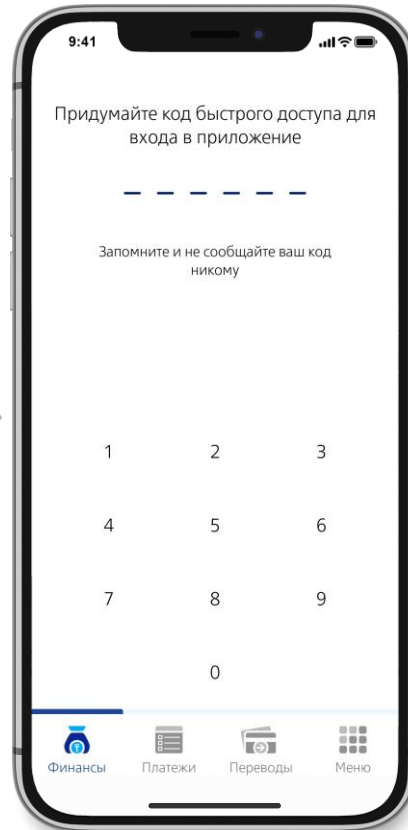 9:41
Придумайте код быстрого доступа для
входа в приложение
Запомните и не сообщайте ваш код
никому
1 2 3
4 5 6
7 8 9
0
Финансы Платежи Переводы Меню